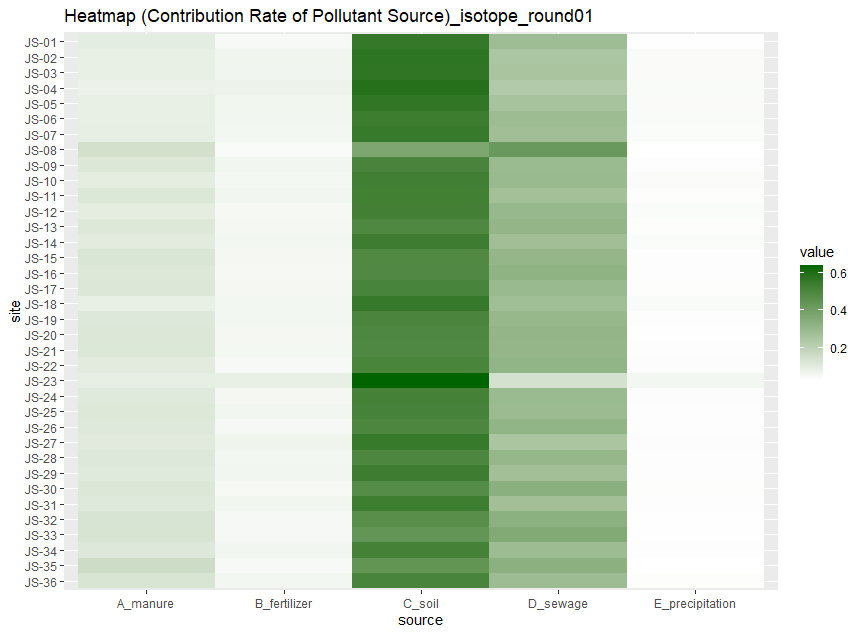 Heatmap (Contribution Rate of Pollutant Source)_isotope_round01
JS-01
JS-02
JS-03
JS-04
JS-05
JS-06
JS-07
JS-08
JS-09
JS-10
JS-11
JS-12
JS-13
JS-14
JS-15
JS-16
JS-17
JS-18
JS-19
JS-20
JS-21
JS-22
JS-23
JS-24
JS-25
JS-26
JS-27
JS-28
JS-29
JS-30
JS-31
JS-32
JS-33
JS-34
JS-35
JS-36
site
A_manure B_fertilizer C_soil D_sewage E_precipitation
source
value
0.6
0.4
0.2